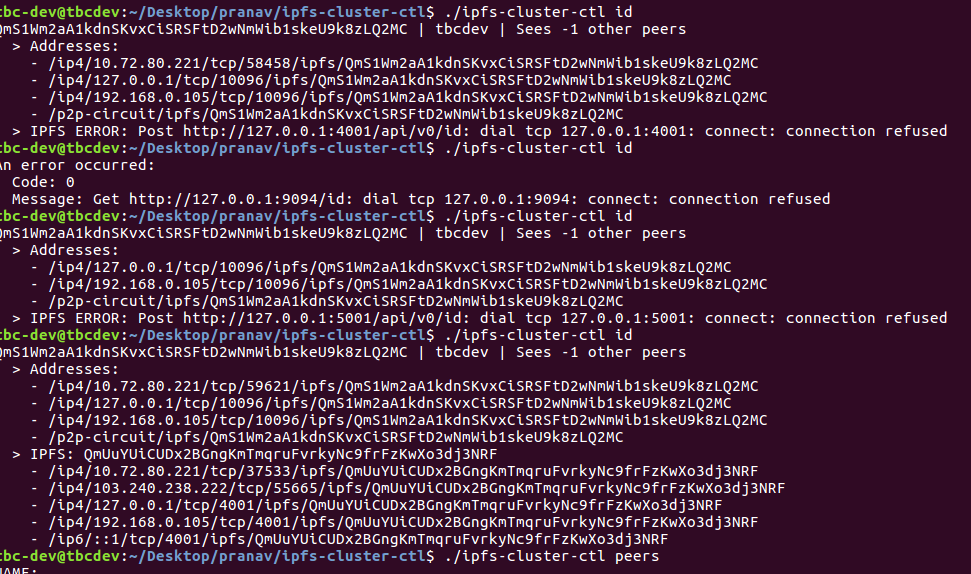 tbc-dev@tbcdev:~/Desktop/pranav/ipfs-cluster-ctl$ ./ipfs-cluster-ctl id
QmS1Wm2aA1kdnSKvxCiSRSFtD2wNmWib1skeU9k8zLQ2MC | tbcdev | Sees -1 other peers
  > Addresses:
    - /ip4/10.72.80.221/tcp/58458/ipfs/QmS1Wm2aA1kdnSKvxCiSRSFtD2wNmWib1skeU9k8zLQ2MC
    - /ip4/127.0.0.1/tcp/10096/ipfs/QmS1Wm2aA1kdnSKvxCiSRSFtD2wNmWib1skeU9k8zLQ2MC
    - /ip4/192.168.0.105/tcp/10096/ipfs/QmS1Wm2aA1kdnSKvxCiSRSFtD2wNmWib1skeU9k8zLQ2MC
    - /p2p-circuit/ipfs/QmS1Wm2aA1kdnSKvxCiSRSFtD2wNmWib1skeU9k8zLQ2MC
  > IPFS ERROR: Post http://127.0.0.1:4001/api/v0/id: dial tcp 127.0.0.1:4001: connect: connection refused
tbc-dev@tbcdev:~/Desktop/pranav/ipfs-cluster-ctl$ ./ipfs-cluster-ctl id
An error occurred:
  Code: 0
  Message: Get http://127.0.0.1:9094/id: dial tcp 127.0.0.1:9094: connect: connection refused
tbc-dev@tbcdev:~/Desktop/pranav/ipfs-cluster-ctl$ ./ipfs-cluster-ctl id
QmS1Wm2aA1kdnSKvxCiSRSFtD2wNmWib1skeU9k8zLQ2MC | tbcdev | Sees -1 other peers
  > Addresses:
    - /ip4/127.0.0.1/tcp/10096/ipfs/QmS1Wm2aA1kdnSKvxCiSRSFtD2wNmWib1skeU9k8zLQ2MC
    - /ip4/192.168.0.105/tcp/10096/ipfs/QmS1Wm2aA1kdnSKvxCiSRSFtD2wNmWib1skeU9k8zLQ2MC
    - /p2p-circuit/ipfs/QmS1Wm2aA1kdnSKvxCiSRSFtD2wNmWib1skeU9k8zLQ2MC
  > IPFS ERROR: Post http://127.0.0.1:5001/api/v0/id: dial tcp 127.0.0.1:5001: connect: connection refused
tbc-dev@tbcdev:~/Desktop/pranav/ipfs-cluster-ctl$ ./ipfs-cluster-ctl id
QmS1Wm2aA1kdnSKvxCiSRSFtD2wNmWib1skeU9k8zLQ2MC | tbcdev | Sees -1 other peers
  > Addresses:
    - /ip4/10.72.80.221/tcp/59621/ipfs/QmS1Wm2aA1kdnSKvxCiSRSFtD2wNmWib1skeU9k8zLQ2MC
    - /ip4/127.0.0.1/tcp/10096/ipfs/QmS1Wm2aA1kdnSKvxCiSRSFtD2wNmWib1skeU9k8zLQ2MC
    - /ip4/192.168.0.105/tcp/10096/ipfs/QmS1Wm2aA1kdnSKvxCiSRSFtD2wNmWib1skeU9k8zLQ2MC
    - /p2p-circuit/ipfs/QmS1Wm2aA1kdnSKvxCiSRSFtD2wNmWib1skeU9k8zLQ2MC
  > IPFS: QmUuYUiCUDx2BGngKmTmqruFvrkyNc9frFzKwXo3dj3NRF
    - /ip4/10.72.80.221/tcp/37533/ipfs/QmUuYUiCUDx2BGngKmTmqruFvrkyNc9frFzKwXo3dj3NRF
    - /ip4/103.240.238.222/tcp/55665/ipfs/QmUuYUiCUDx2BGngKmTmqruFvrkyNc9frFzKwXo3dj3NRF
    - /ip4/127.0.0.1/tcp/4001/ipfs/QmUuYUiCUDx2BGngKmTmqruFvrkyNc9frFzKwXo3dj3NRF
    - /ip4/192.168.0.105/tcp/4001/ipfs/QmUuYUiCUDx2BGngKmTmqruFvrkyNc9frFzKwXo3dj3NRF
    - /ip6/::1/tcp/4001/ipfs/QmUuYUiCUDx2BGngKmTmqruFvrkyNc9frFzKwXo3dj3NRF
tbc-dev@tbcdev:~/Desktop/pranav/ipfs-cluster-ctl$ ./ipfs-cluster-ctl peers
NAME: